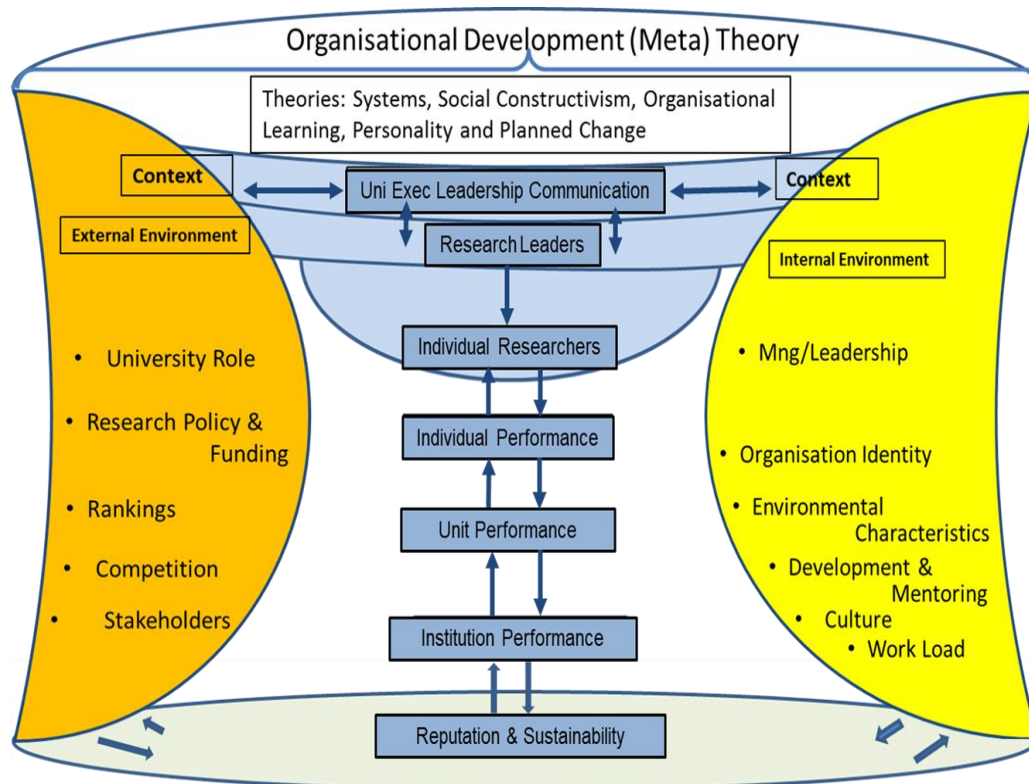 Organisational Development (Meta) Theory
Theories: Systems, Social Constructivism, Organisational
Learning, Personality and Planned Change
Context
Uni Exec Leadership Communication
Context
External Environment
Research Leaders
Internal Environment
Individual Researchers
• University Role
• Mng/Leadership
• Research Policy &
Funding
Individual Performance
• Organisation Identity
• Rankings
Unit Performance
• Environmental
Characteristics
• Competition
• Development &
Mentoring
• Stakeholders
Institution Performance
• Culture
• Work Load
Reputation & Sustainability